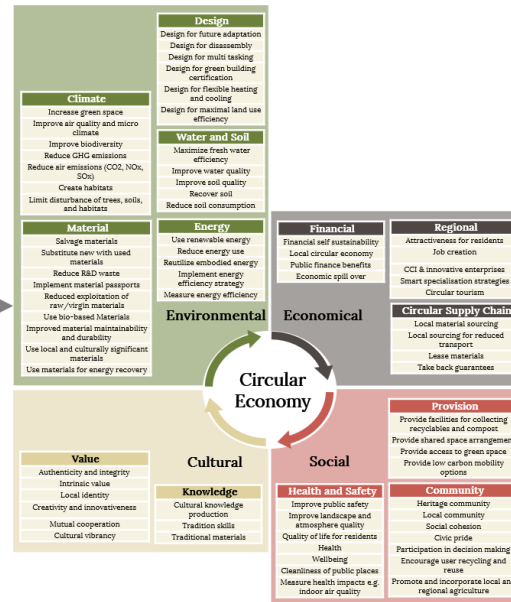 Design
Design for future adaptation
Design for disassembly
Design for multi tasking
Design for green building
certification
Design for flexible heating
and cooling
Design for maximal land use
efficiency
Climate
Increase green space
Improve air quality and micro
climate
Improve biodiversity
Reduce GHG emissions
Reduce air emissions (CO2, NOx,
SOx)
Create habitats
Limit disturbance of trees, soils,
and habitats
Water and Soil
Maximize fresh water
efficiency
Improve water quality
Improve soil quality
Recover soil
Reduce soil consumption
Material
Salvage materials
Substitute new with used
materials
Reduce R&D waste
Implement material passports
Reduced exploitation of
raw/virgin materials
Use bio-based Materials
Improved material maintainability
and durability
Use local and culturally significant
materials
Use materials for energy recovery
Energy
Use renewable energy
Reduce energy use
Reutilize embodied energy
Implement energy
efficiency strategy
Measure energy efficiency
Environmental
Financial
Financial self sustainability
Local circular economy
Public finance benefits
Economic spill over
Regional
Attractiveness for residents
Job creation
CCI & innovative enterprises
Smart specialisation strategies
Circular tourism
Circular Supply Chain
Local material sourcing
Local sourcing for reduced
transport
Lease materials
Take back guarantees
Economical
Circular
Economy
Cultural
Value
Authenticity and integrity
Intrinsic value
Local identity
Creativity and innovativeness
Mutual cooperation
Cultural vibrancy
Knowledge
Cultural knowledge
production
Tradition skills
Traditional materials
Social
Provision
Provide facilities for collecting
recyclables and compost
Provide shared space arrangemen
Provide access to green space
Provide low carbon mobility
options
Health and Safety
Improve public safety
Improve landscape and
atmosphere quality
Quality of life for residents
Health
Wellbeing
Cleanliness of public places
Measure health impacts e.g.
indoor air quality
Community
Heritage community
Local community
Social cohesion
Civic pride
Participation in decision making
Encourage user recycling and
reuse
Promote and incorporate local an
regional agriculture